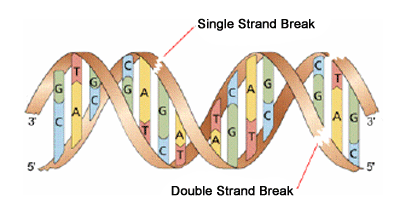 Single Strand Break
G C T A G C C G A T G A T T A C G A T G C C G T A G C
3' 3'
5' 5'
Double Strand Break